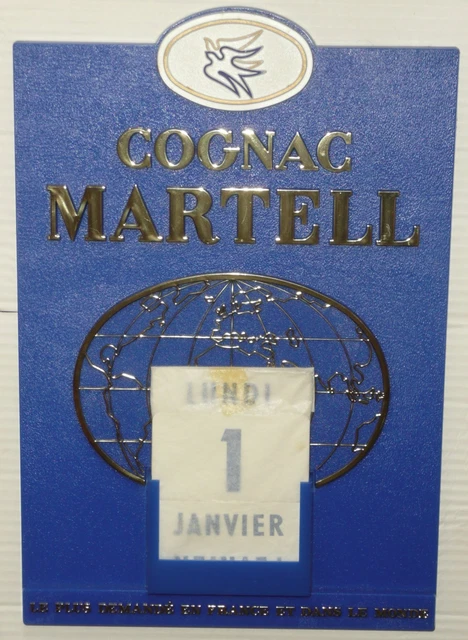 COGNAC
MARTELL
LUNDI
1
JANVIER
LE PLUS DEMANDÉ EN FRANCE ET DANS LE MONDE